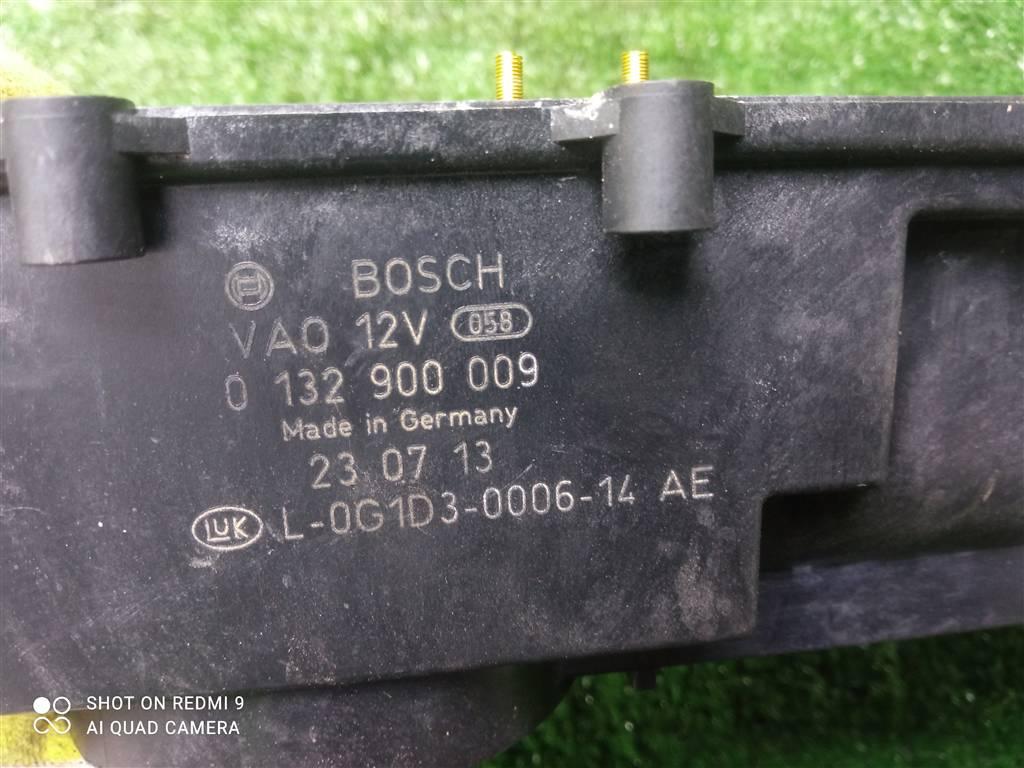 BOSCH
VAO 12V 058
0 132 900 009
Made in Germany
23 07 13
LuK L-0G1D3-0006-14 AE
SHOT ON REDMI 9
AI QUAD CAMERA